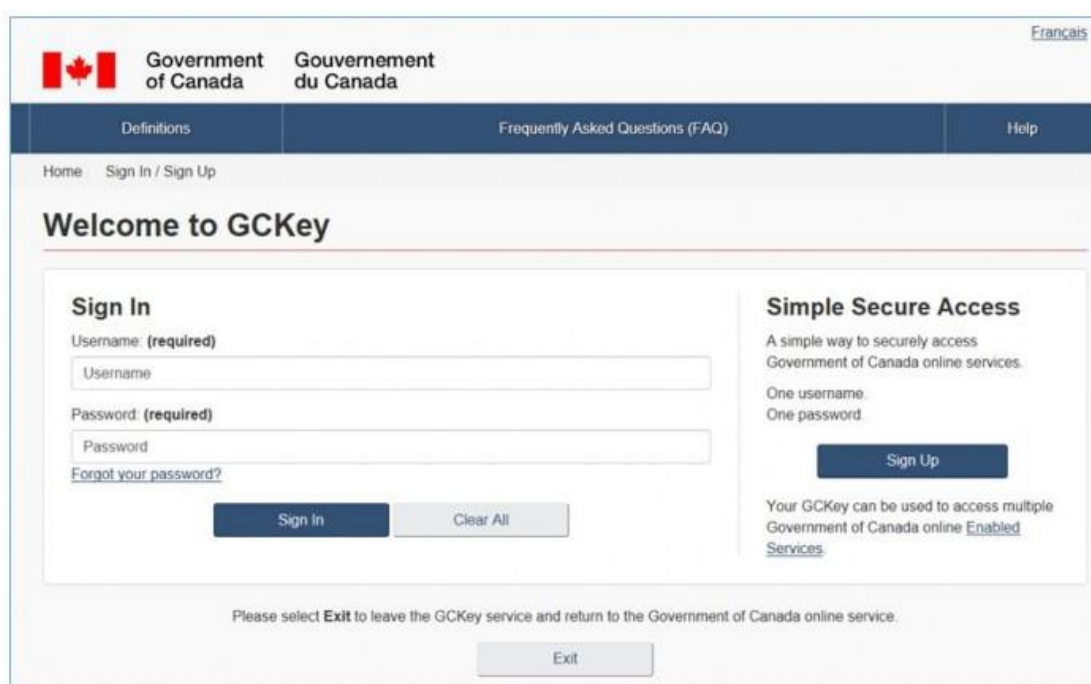 Français
Government
of Canada
Gouvernement
du Canada
Definitions
Frequently Asked Questions (FAQ)
Help
Home
Sign In / Sign Up
Welcome to GCKey
Sign In
Username: (required)
Username
Password: (required)
Password
Forgot your password?
Sign In
Clear All
Simple Secure Access
A simple way to securely access
Government of Canada online services.
One username.
One password.
Sign Up
Your GCKey can be used to access multiple
Government of Canada online Enabled
Services.
Please select Exit to leave the GCKey service and return to the Government of Canada online service.
Exit